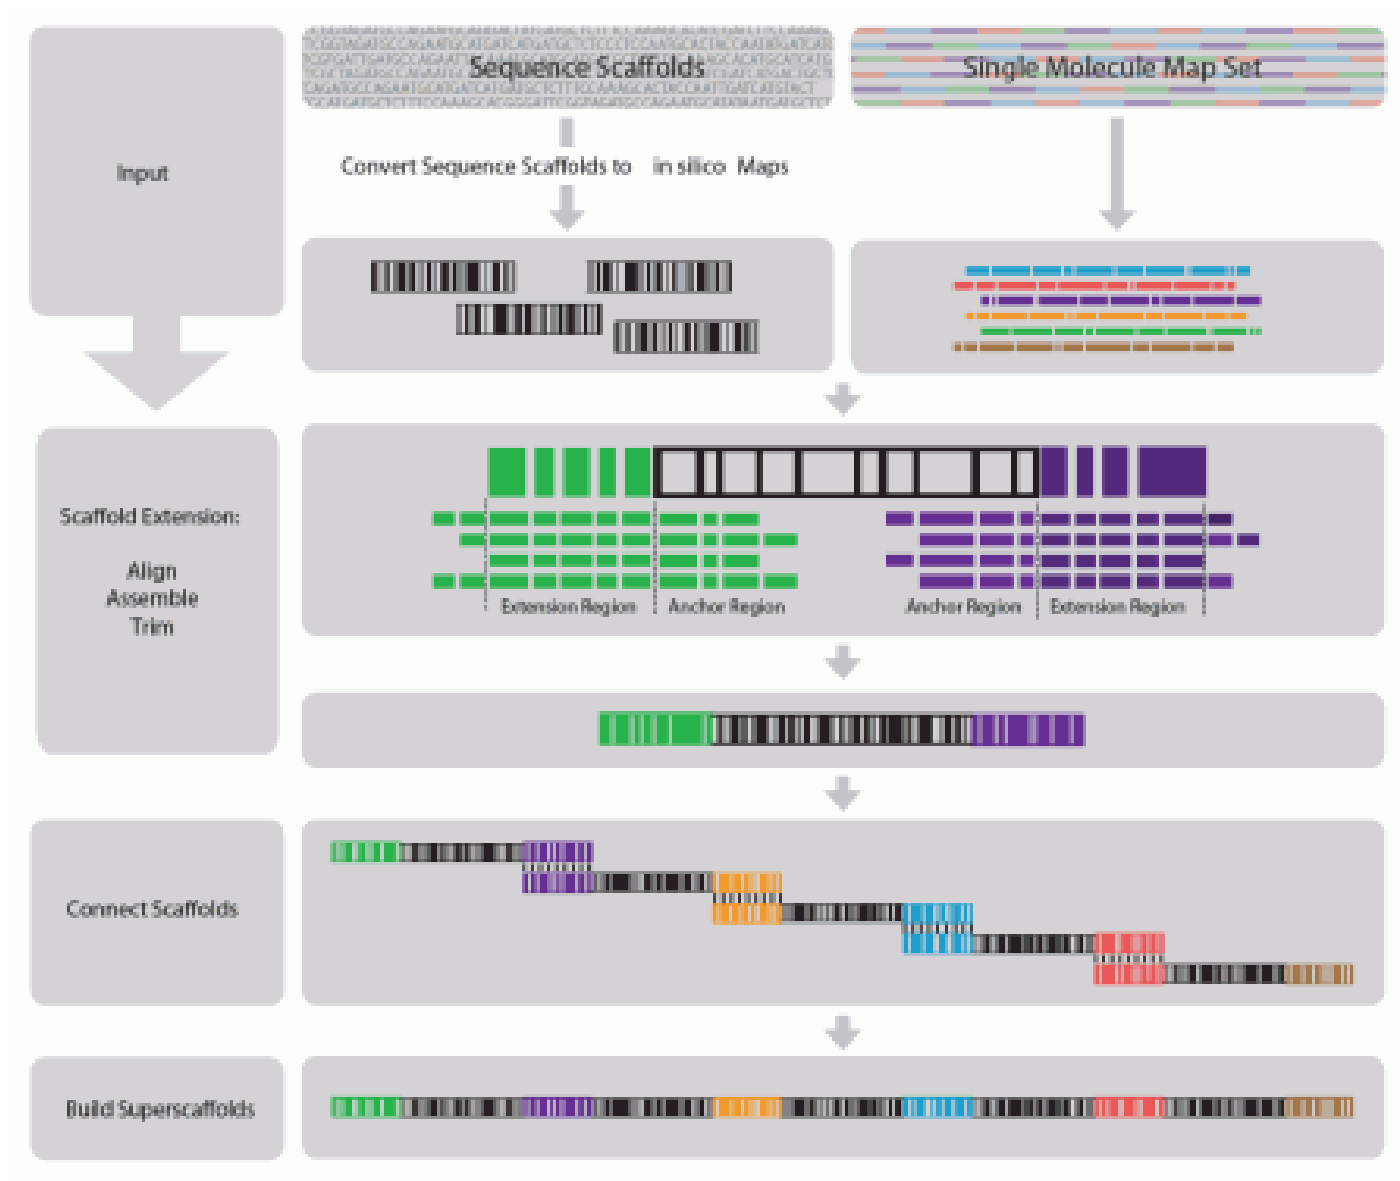 Sequence Scaffolds
Single Molecule Map Set
Input
Convert Sequence Scaffolds to in silico Maps
Scaffold Extension:
Align
Assemble
Trim
Extension Region
Anchor Region
Anchor Region
Extension Region
Connect Scaffolds
Build Superscaffolds